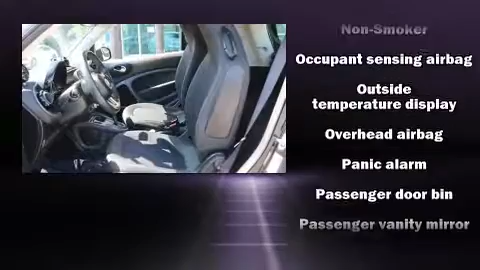 Non-Smoker
Occupant sensing airbag
Outside
temperature display
Overhead airbag
Panic alarm
Passenger door bin
Passenger vanity mirror